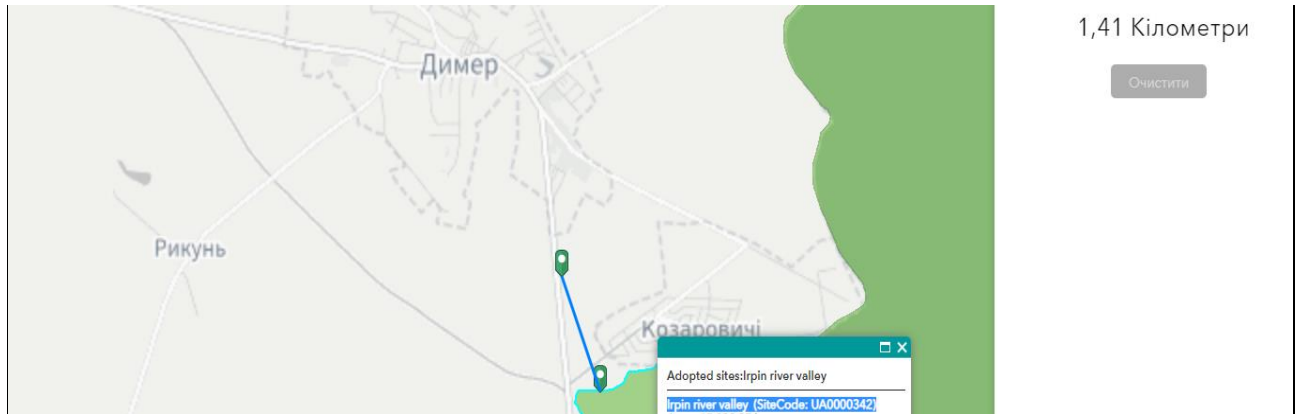 1,41 Кілометри
Очистити
Димер
Рикунь
Козаровичі
Adopted sites:Irpin river valley
Irpin river valley (SiteCode: UA0000342)